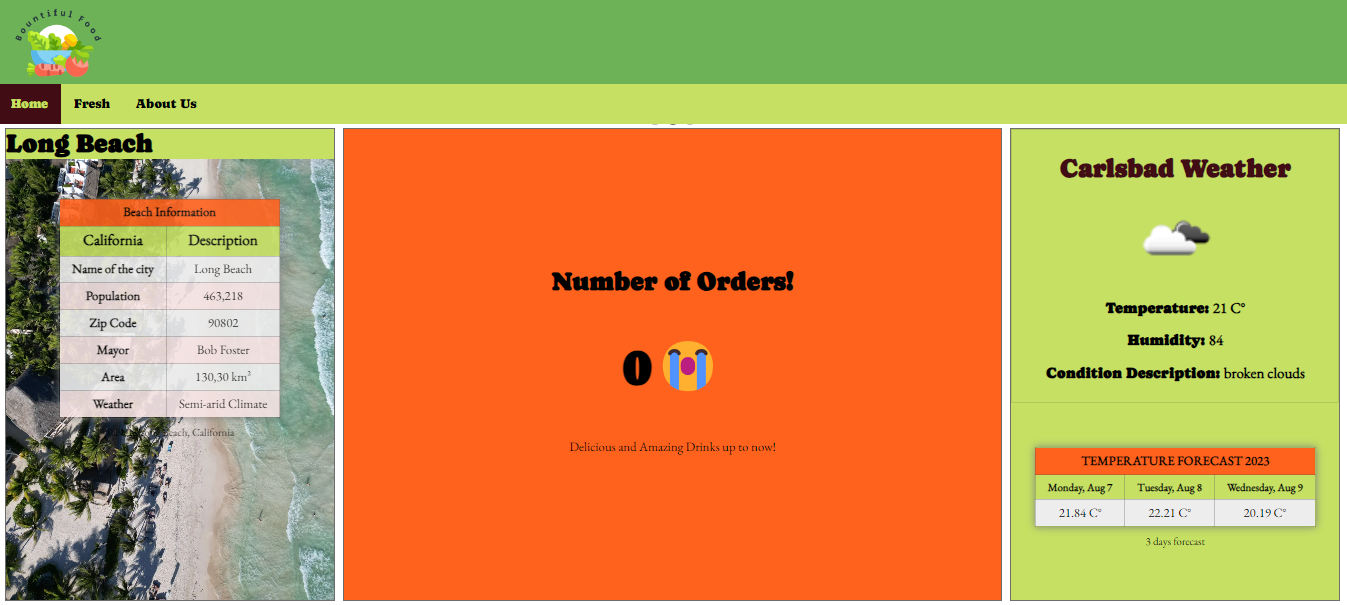 Bountiful Food
Home Fresh About Us
Long Beach
Beach Information
California Description
Name of the city Long Beach
Population 463,218
Zip Code 90802
Mayor Bob Foster
Area 130,30 km²
Weather Semi-arid Climate
Beach, California
Number of Orders!
0
Delicious and Amazing Drinks up to now!
Carlsbad Weather
Temperature: 21 C°
Humidity: 84
Condition Description: broken clouds
TEMPERATURE FORECAST 2023
Monday, Aug 7 Tuesday, Aug 8 Wednesday, Aug 9
21.84 C° 22.21 C° 20.19 C°
3 days forecast